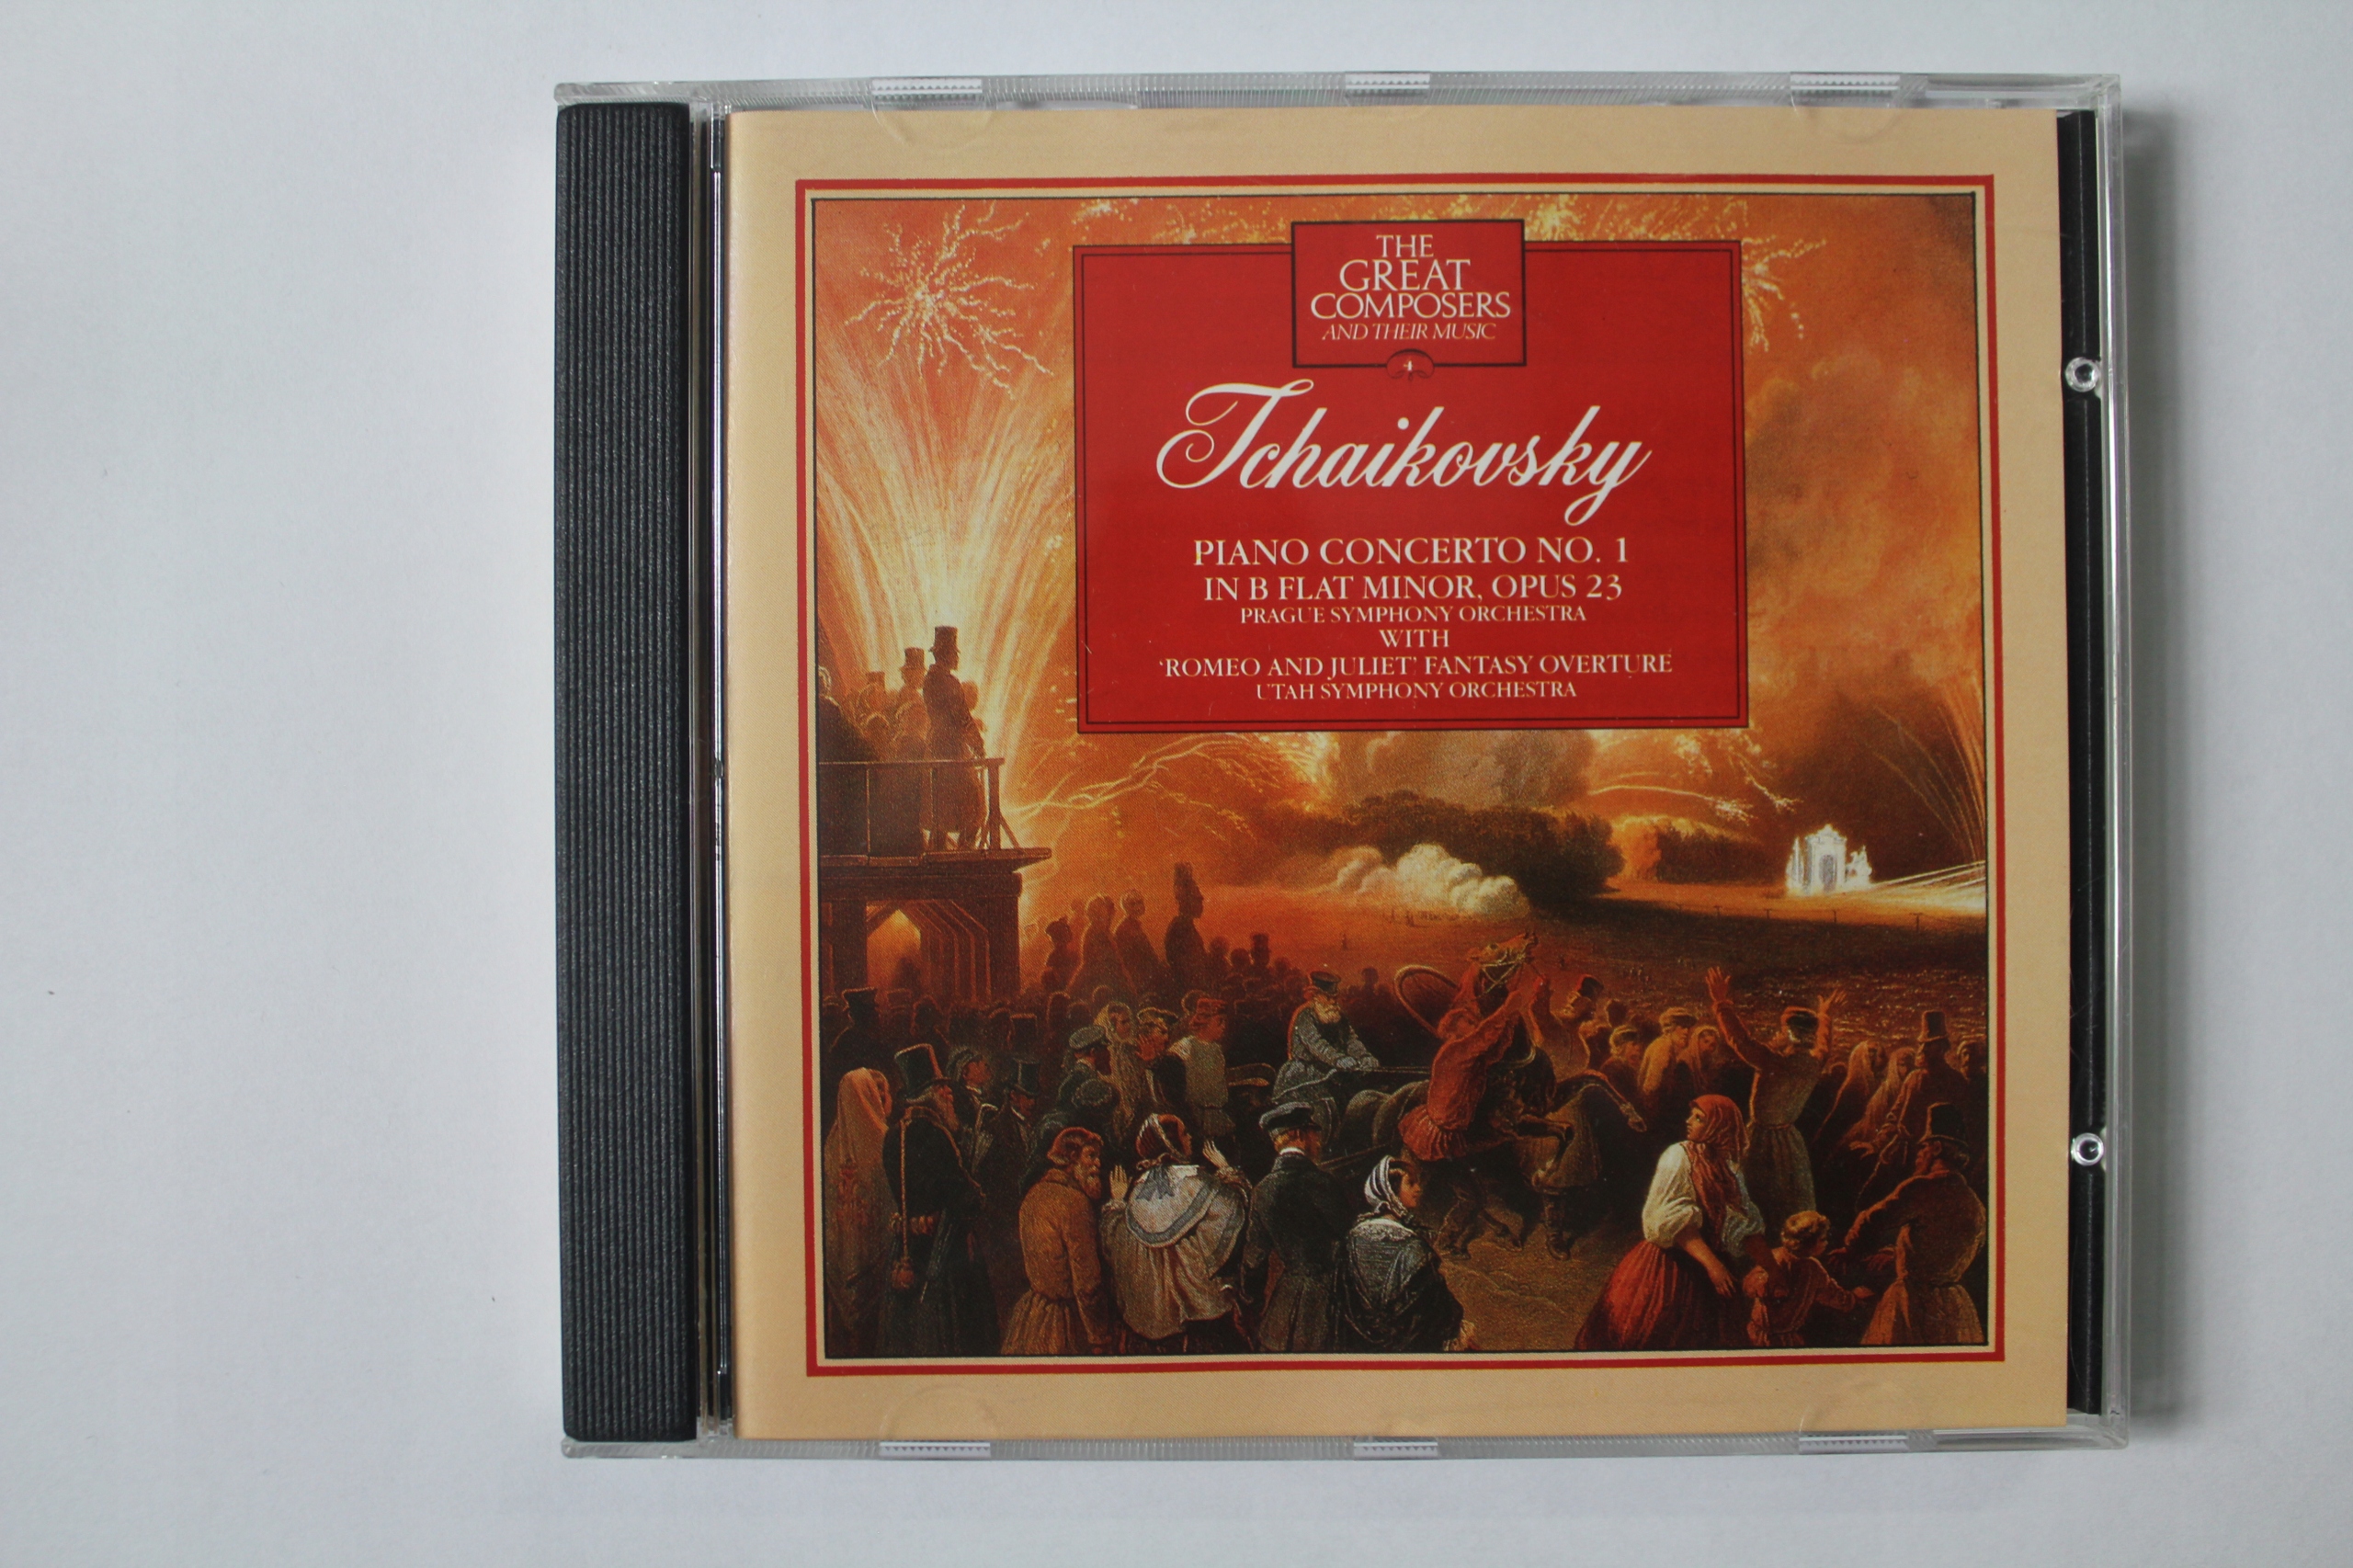 THE
GREAT
COMPOSERS
AND THEIR MUSIC
4
Tchaikovsky
PIANO CONCERTO NO. 1
IN B FLAT MINOR, OPUS 23
PRAGUE SYMPHONY ORCHESTRA
WITH
‘ROMEO AND JULIET’ FANTASY OVERTURE
UTAH SYMPHONY ORCHESTRA